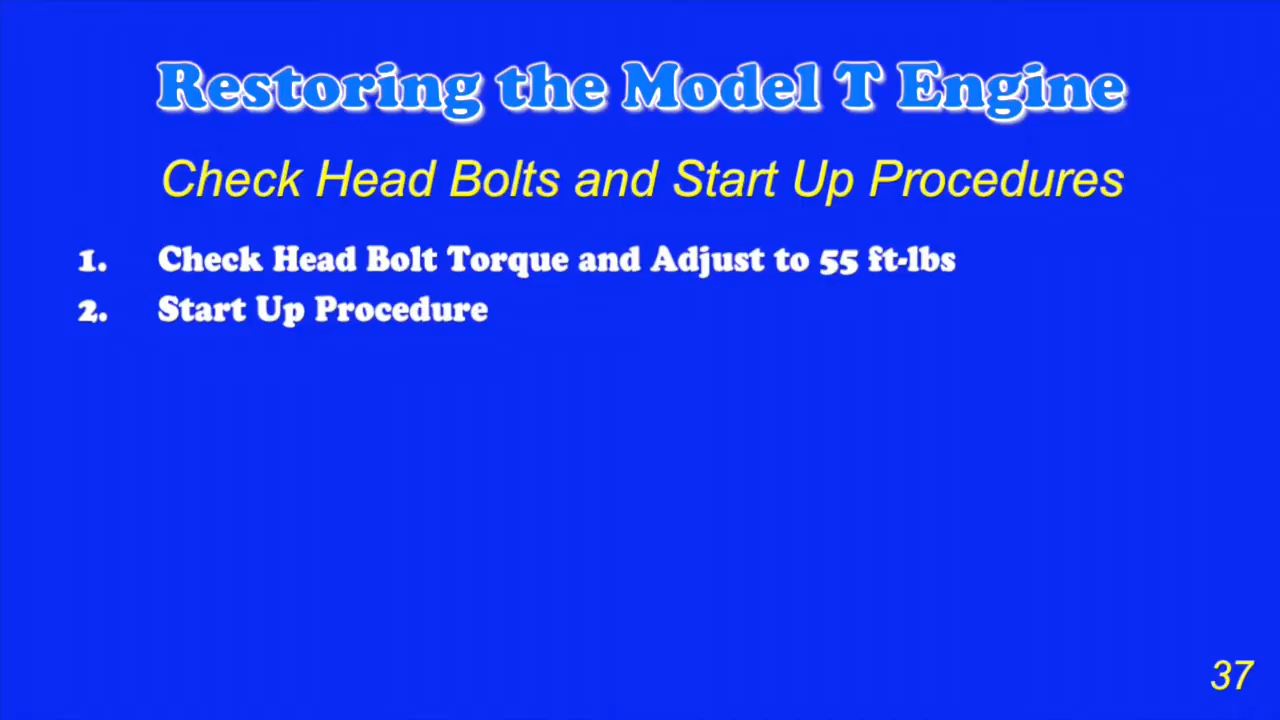 Restoring the Model T Engine
Check Head Bolts and Start Up Procedures
1. Check Head Bolt Torque and Adjust to 55 ft-lbs
2. Start Up Procedure
37